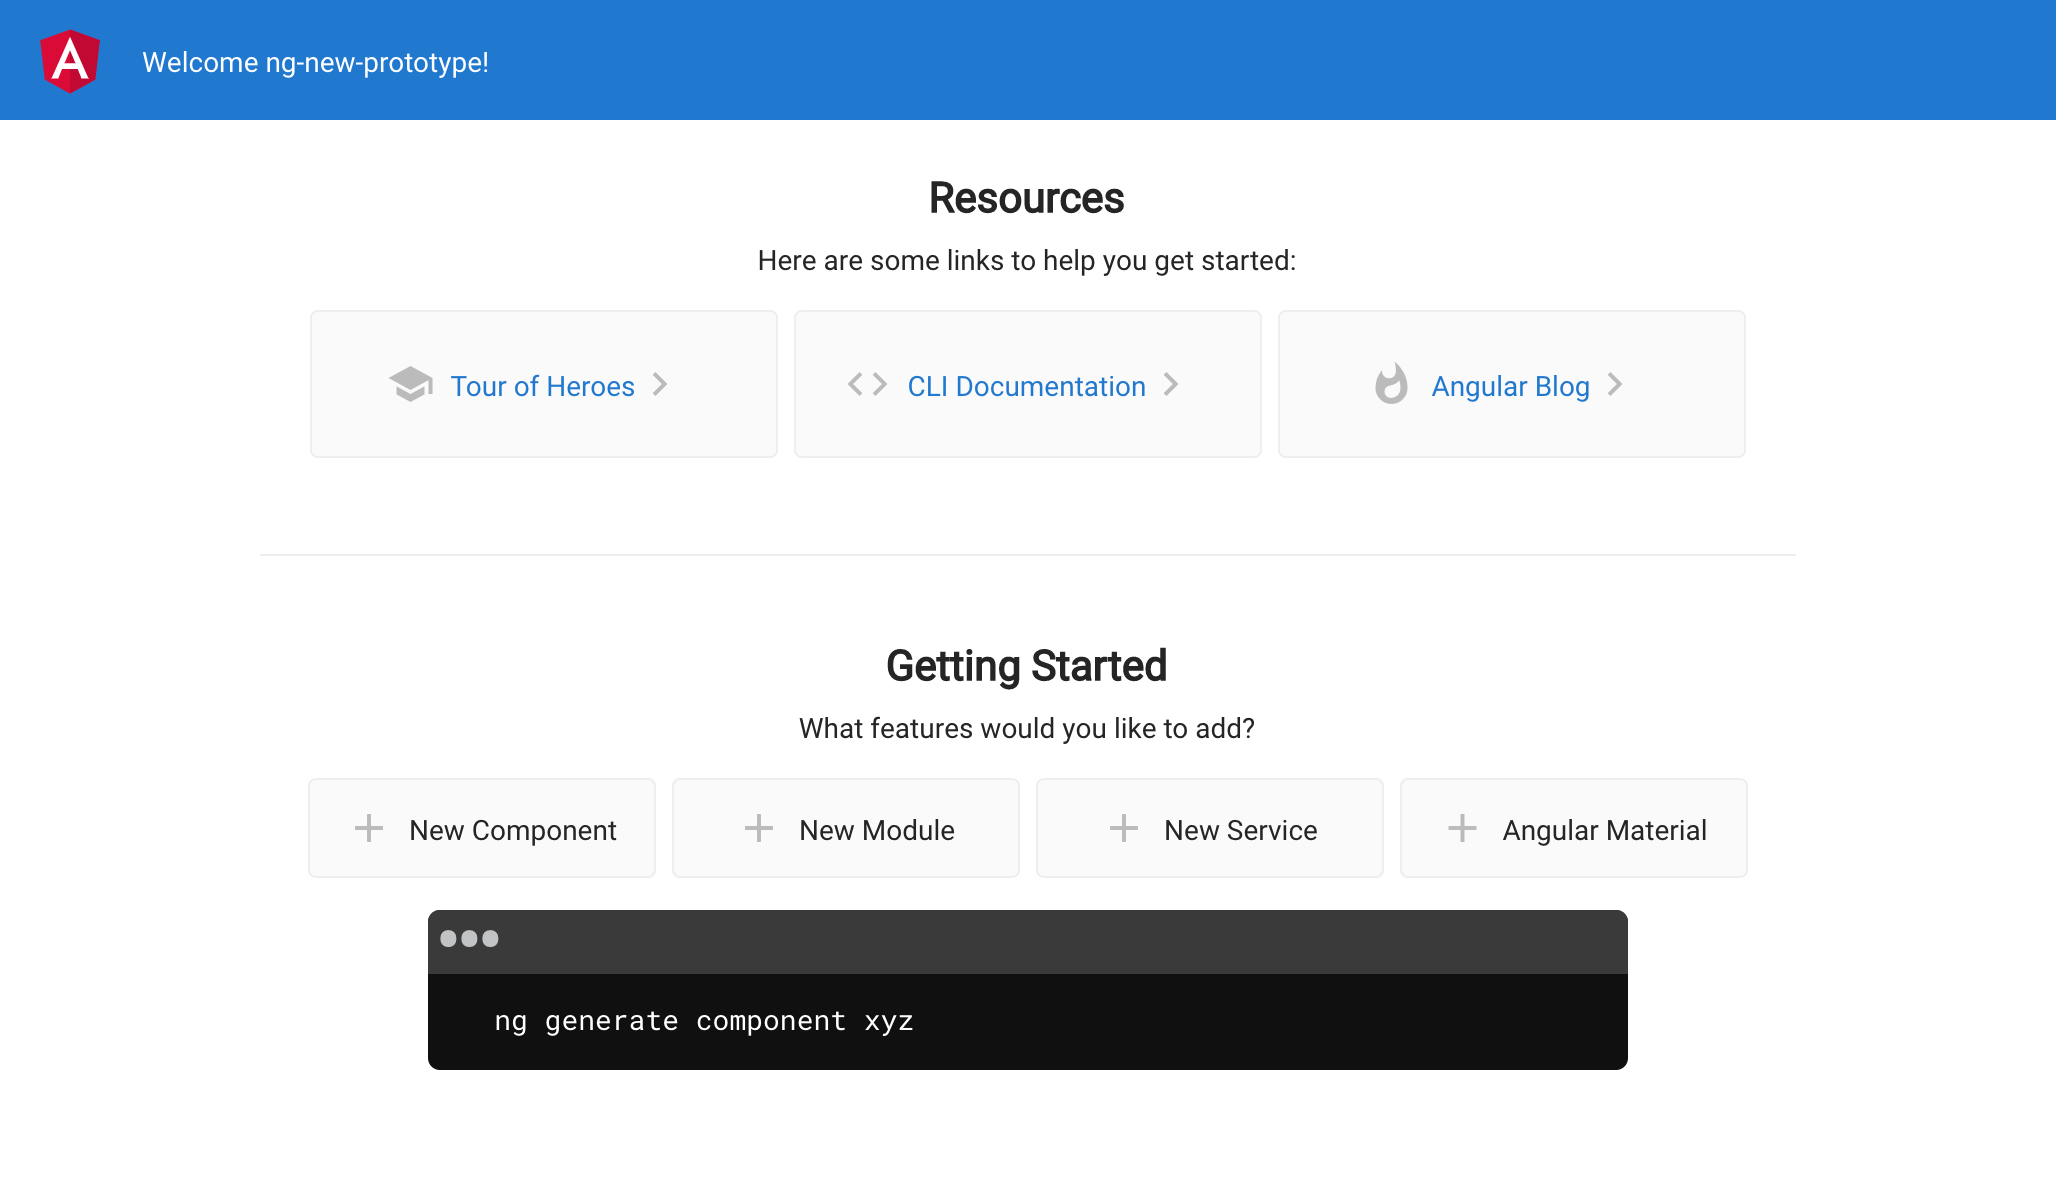 Welcome ng-new-prototype!
Resources
Here are some links to help you get started:
Tour of Heroes
CLI Documentation
Angular Blog
Getting Started
What features would you like to add?
New Component
New Module
New Service
Angular Material
ng generate component xyz